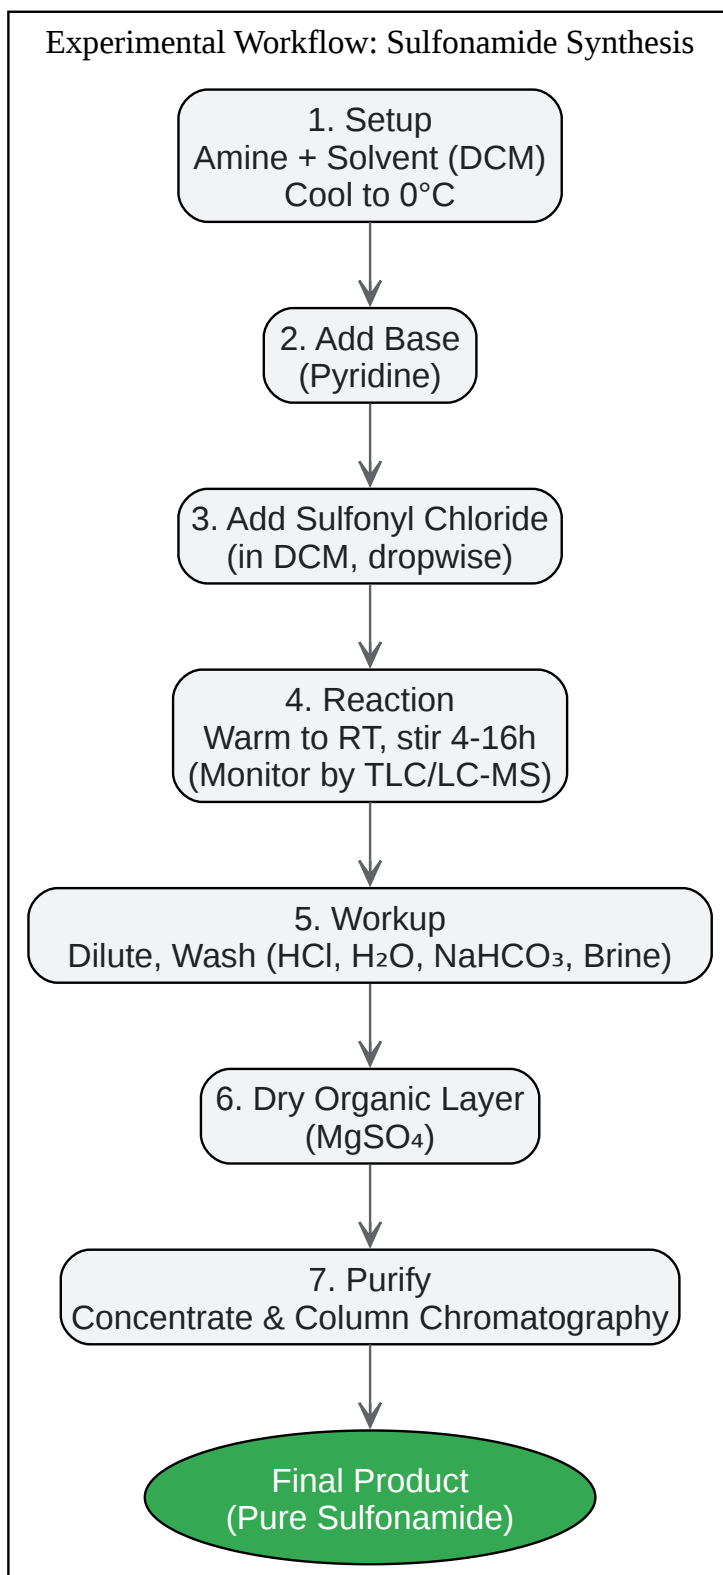 Experimental Workflow: Sulfonamide Synthesis
1. Setup
Amine + Solvent (DCM)
Cool to 0°C
2. Add Base
(Pyridine)
3. Add Sulfonyl Chloride
(in DCM, dropwise)
4. Reaction
Warm to RT, stir 4-16h
(Monitor by TLC/LC-MS)
5. Workup
Dilute, Wash (HCl, H₂O, NaHCO₃, Brine)
6. Dry Organic Layer
(MgSO₄)
7. Purify
Concentrate & Column Chromatography
Final Product
(Pure Sulfonamide)